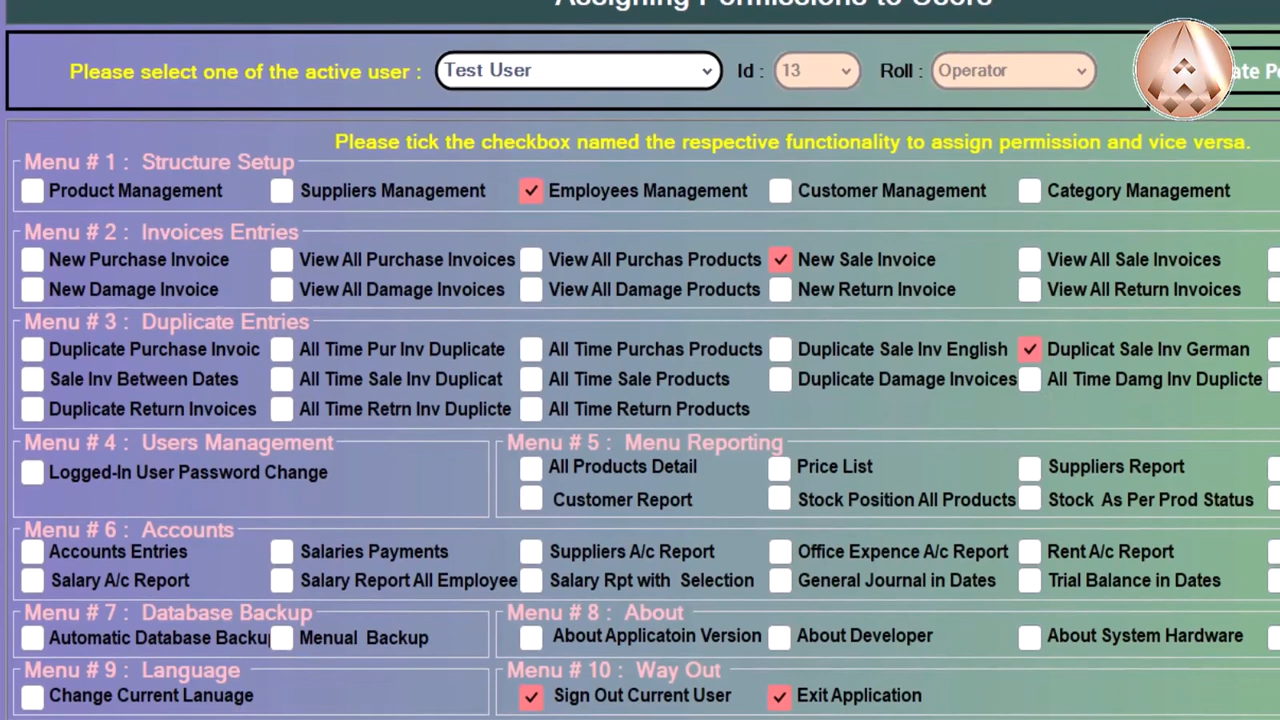 Assigning Permissions to Users
Please select one of the active user : Test User Id : 13 Roll : Operator
Please tick the checkbox named the respective functionality to assign permission and vice versa.
Menu # 1 : Structure Setup
Product Management Suppliers Management Employees Management Customer Management Category Management
Menu # 2 : Invoices Entries
New Purchase Invoice View All Purchase Invoices View All Purchas Products New Sale Invoice View All Sale Invoices
New Damage Invoice View All Damage Invoices View All Damage Products New Return Invoice View All Return Invoices
Menu # 3 : Duplicate Entries
Duplicate Purchase Invoic All Time Pur Inv Duplicate All Time Purchas Products Duplicate Sale Inv English Duplicat Sale Inv German
Sale Inv Between Dates All Time Sale Inv Duplicat All Time Sale Products Duplicate Damage Invoices All Time Damg Inv Duplicte
Duplicate Return Invoices All Time Retrn Inv Duplicte All Time Return Products
Menu # 4 : Users Management
Logged-In User Password Change
Menu # 5 : Menu Reporting
All Products Detail Price List Suppliers Report
Customer Report Stock Position All Products Stock As Per Prod Status
Menu # 6 : Accounts
Accounts Entries Salaries Payments Suppliers A/c Report Office Expence A/c Report Rent A/c Report
Salary A/c Report Salary Report All Employee Salary Rpt with Selection General Journal in Dates Trial Balance in Dates
Menu # 7 : Database Backup
Automatic Database Backup Menual Backup
Menu # 8 : About
About Applicatoin Version About Developer About System Hardware
Menu # 9 : Language
Change Current Lanuage
Menu # 10 : Way Out
Sign Out Current User Exit Application